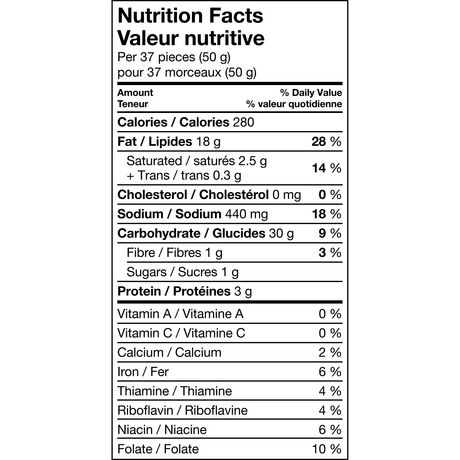 Nutrition Facts
Valeur nutritive
Per 37 pieces (50 g)
pour 37 morceaux (50 g)
Amount % Daily Value
Teneur % valeur quotidienne
Calories / Calories 280
Fat / Lipides 18 g 28 %
Saturated / saturés 2.5 g
+ Trans / trans 0.3 g 14 %
Cholesterol / Cholestérol 0 mg 0 %
Sodium / Sodium 440 mg 18 %
Carbohydrate / Glucides 30 g 9 %
Fibre / Fibres 1 g 3 %
Sugars / Sucres 1 g
Protein / Protéines 3 g
Vitamin A / Vitamine A 0 %
Vitamin C / Vitamine C 0 %
Calcium / Calcium 2 %
Iron / Fer 6 %
Thiamine / Thiamine 4 %
Riboflavin / Riboflavine 4 %
Niacin / Niacine 6 %
Folate / Folate 10 %